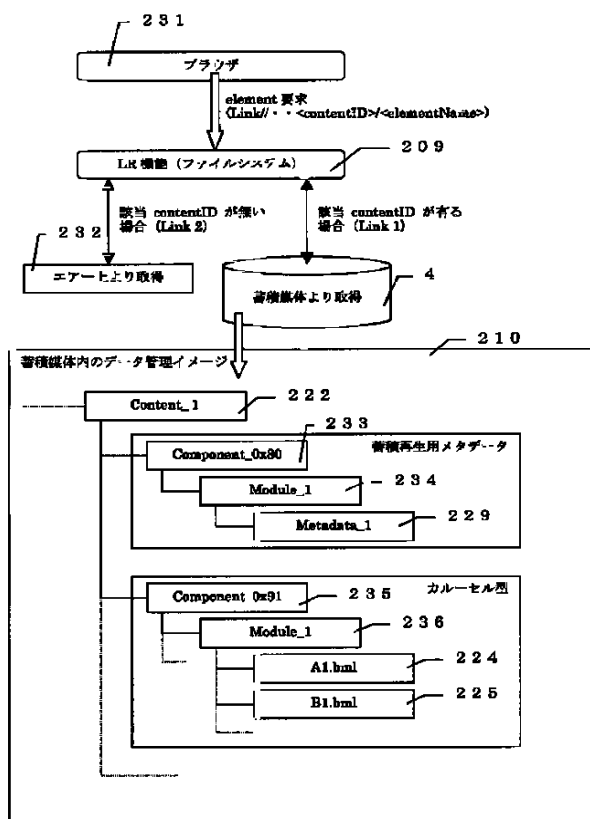 231
ブラウザ
element 要求
(Link//・・<contentID>/<elementName>)
209
LR 機能 (ファイルシステム)
該当 contentID が無い
場合 (Link 2)
該当 contentID が有る
場合 (Link 1)
232
エアー上より取得
蓄積媒体より取得
4
210
蓄積媒体内のデータ管理イメージ
Content_1
222
233
蓄積再生用メタデータ
Component_0x80
234
Module_1
Metadata_1
229
カルーセル型
Component_0x91
235
Module_1
236
A1.bml
224
B1.bml
225